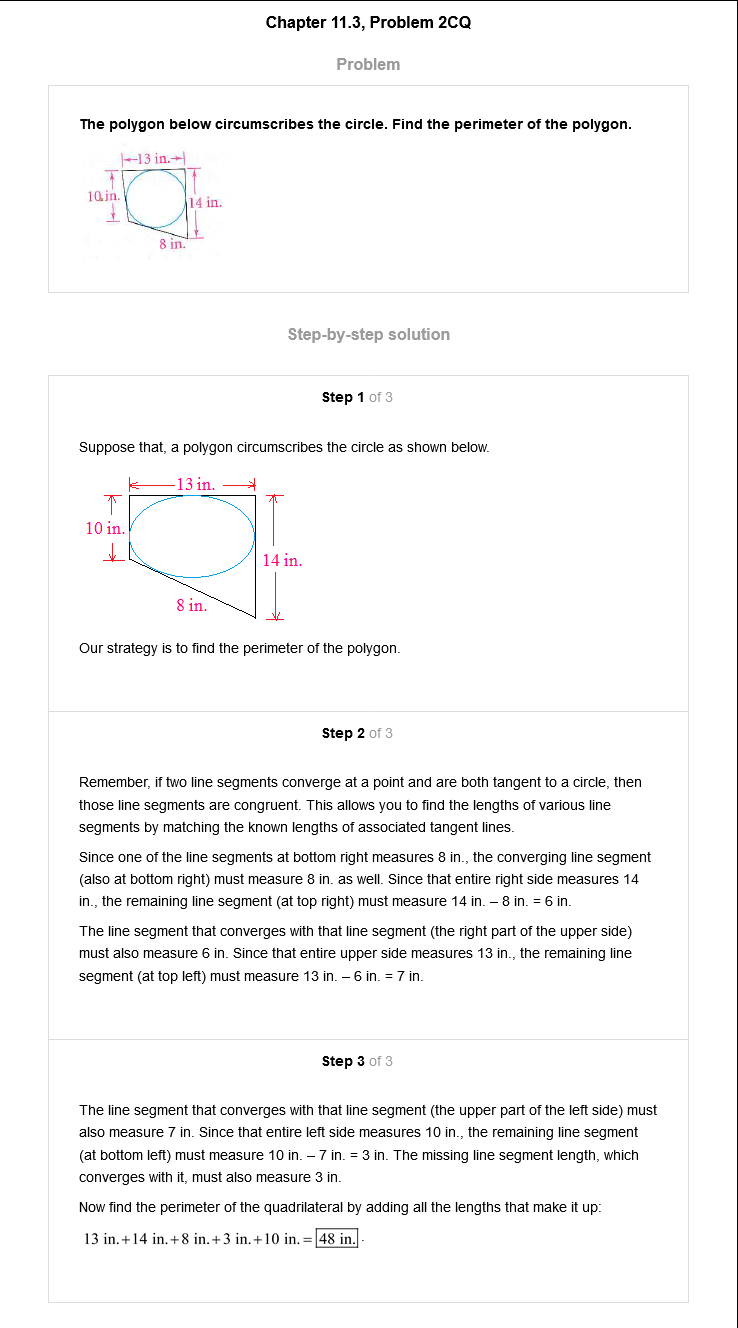 Chapter 11.3, Problem 2CQ
Problem
The polygon below circumscribes the circle. Find the perimeter of the polygon.
13 in.
10 in.
14 in.
8 in.
Step-by-step solution
Step 1 of 3
Suppose that, a polygon circumscribes the circle as shown below.
13 in.
10 in.
14 in.
8 in.
Our strategy is to find the perimeter of the polygon.
Step 2 of 3
Remember, if two line segments converge at a point and are both tangent to a circle, then
those line segments are congruent. This allows you to find the lengths of various line
segments by matching the known lengths of associated tangent lines.
Since one of the line segments at bottom right measures 8 in., the converging line segment
(also at bottom right) must measure 8 in. as well. Since that entire right side measures 14
in., the remaining line segment (at top right) must measure 14 in. – 8 in. = 6 in.
The line segment that converges with that line segment (the right part of the upper side)
must also measure 6 in. Since that entire upper side measures 13 in., the remaining line
segment (at top left) must measure 13 in. – 6 in. = 7 in.
Step 3 of 3
The line segment that converges with that line segment (the upper part of the left side) must
also measure 7 in. Since that entire left side measures 10 in., the remaining line segment
(at bottom left) must measure 10 in. – 7 in. = 3 in. The missing line segment length, which
converges with it, must also measure 3 in.
Now find the perimeter of the quadrilateral by adding all the lengths that make it up:
13 in.+14 in.+8 in.+3 in.+10 in.= 48 in. .